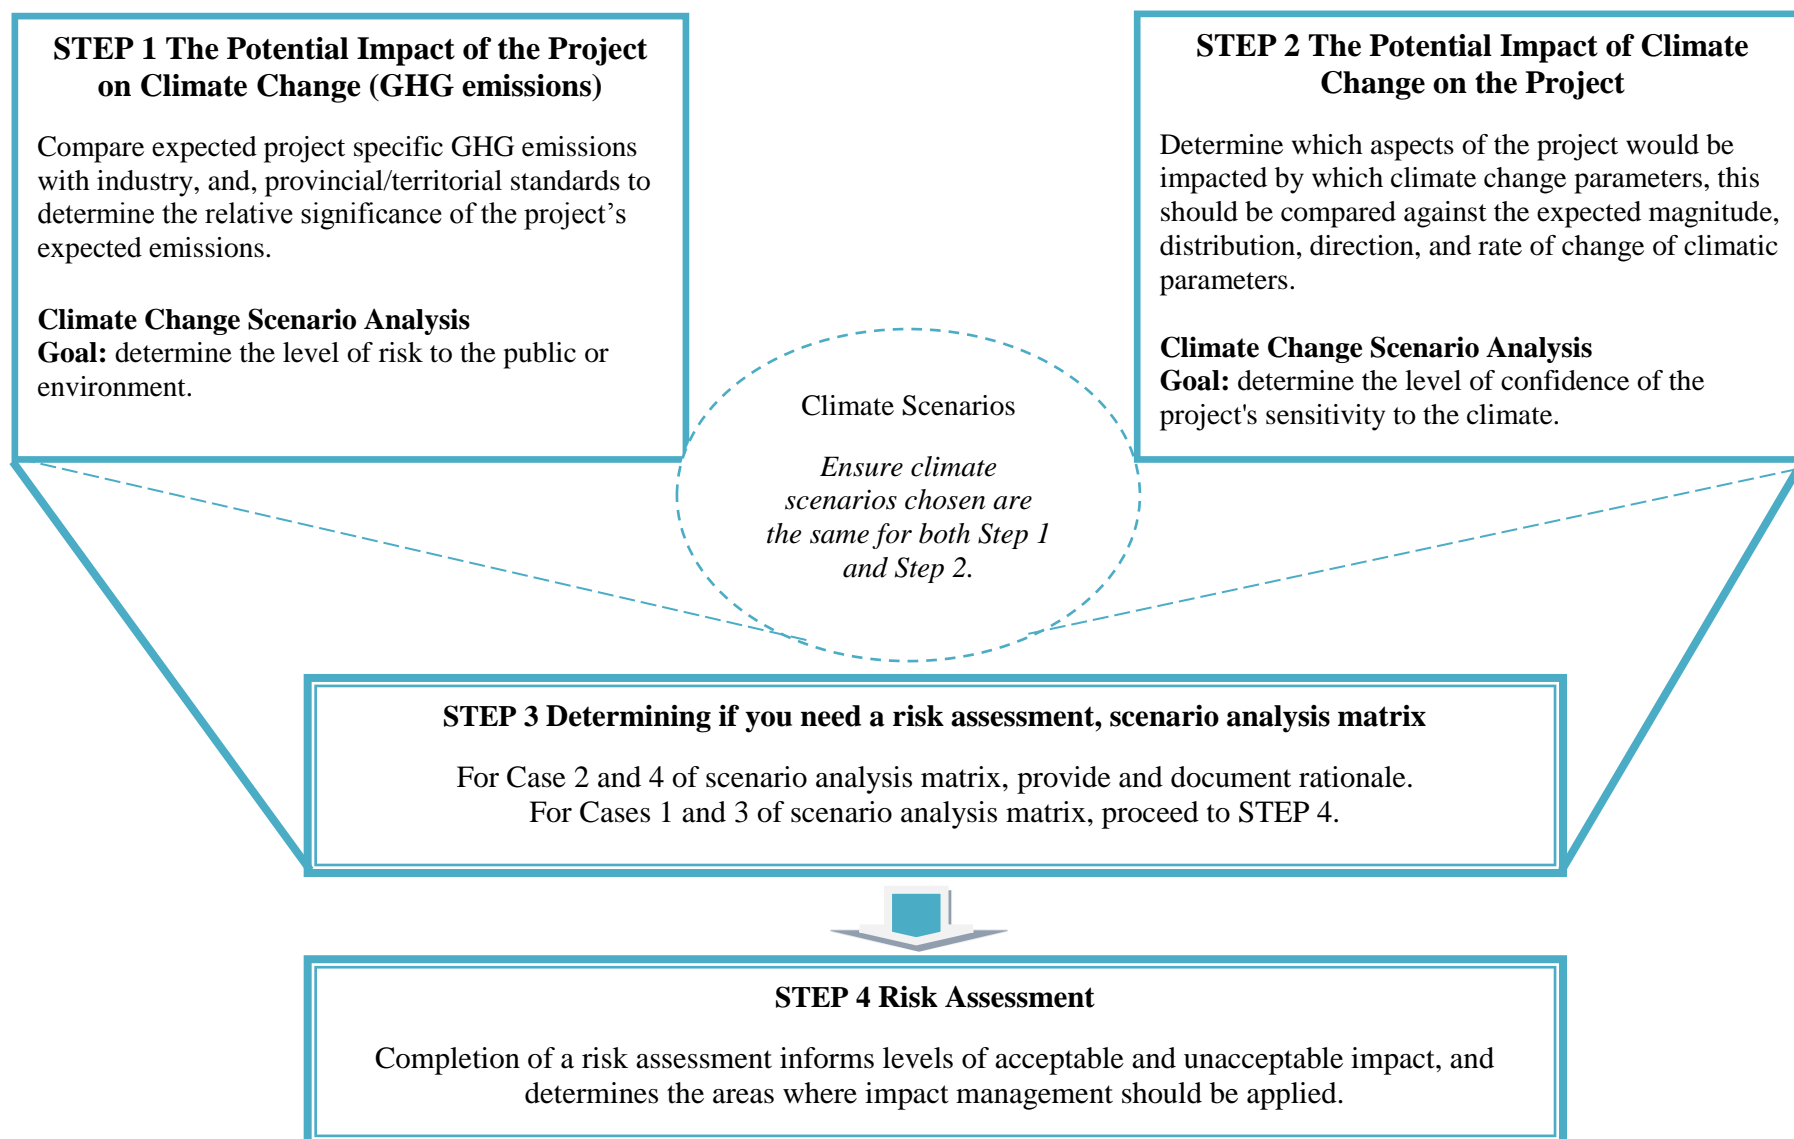 STEP 1 The Potential Impact of the Project
on Climate Change (GHG emissions)
Compare expected project specific GHG emissions
with industry, and, provincial/territorial standards to
determine the relative significance of the project’s
expected emissions.
Climate Change Scenario Analysis
Goal: determine the level of risk to the public or
environment.
STEP 2 The Potential Impact of Climate
Change on the Project
Determine which aspects of the project would be
impacted by which climate change parameters, this
should be compared against the expected magnitude,
distribution, direction, and rate of change of climatic
parameters.
Climate Change Scenario Analysis
Goal: determine the level of confidence of the
project's sensitivity to the climate.
Climate Scenarios
Ensure climate
scenarios chosen are
the same for both Step 1
and Step 2.
STEP 3 Determining if you need a risk assessment, scenario analysis matrix
For Case 2 and 4 of scenario analysis matrix, provide and document rationale.
For Cases 1 and 3 of scenario analysis matrix, proceed to STEP 4.
STEP 4 Risk Assessment
Completion of a risk assessment informs levels of acceptable and unacceptable impact, and
determines the areas where impact management should be applied.